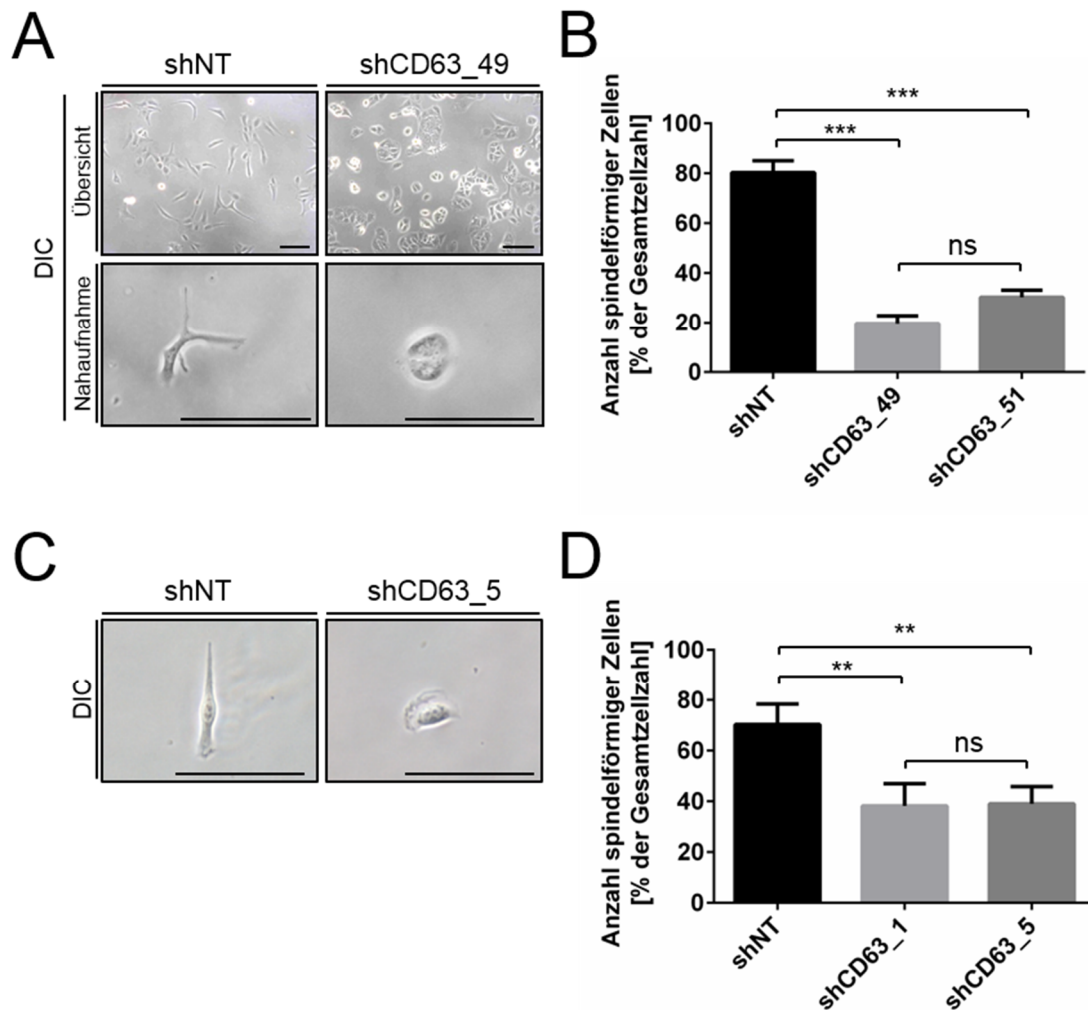 A
shNT
shCD63_49
DIC
Übersicht
Nahaufnahme
B
Anzahl spindelförmiger Zellen
[% der Gesamtzellzahl]
100
80
60
40
20
0
***
***
ns
shNT
shCD63_49
shCD63_51
C
shNT
shCD63_5
DIC
D
Anzahl spindelförmiger Zellen
[% der Gesamtzellzahl]
100
80
60
40
20
0
**
**
ns
shNT
shCD63_1
shCD63_5